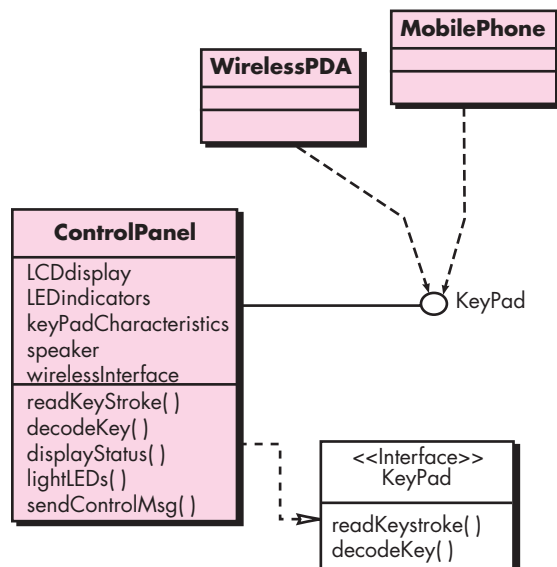 MobilePhone
WirelessPDA
ControlPanel
LCDdisplay
LEDindicators
keyPadCharacteristics
speaker
wirelessInterface
readKeyStroke( )
decodeKey( )
displayStatus( )
lightLEDs( )
sendControlMsg( )
KeyPad
<<Interface>>
KeyPad
readKeystroke( )
decodeKey( )